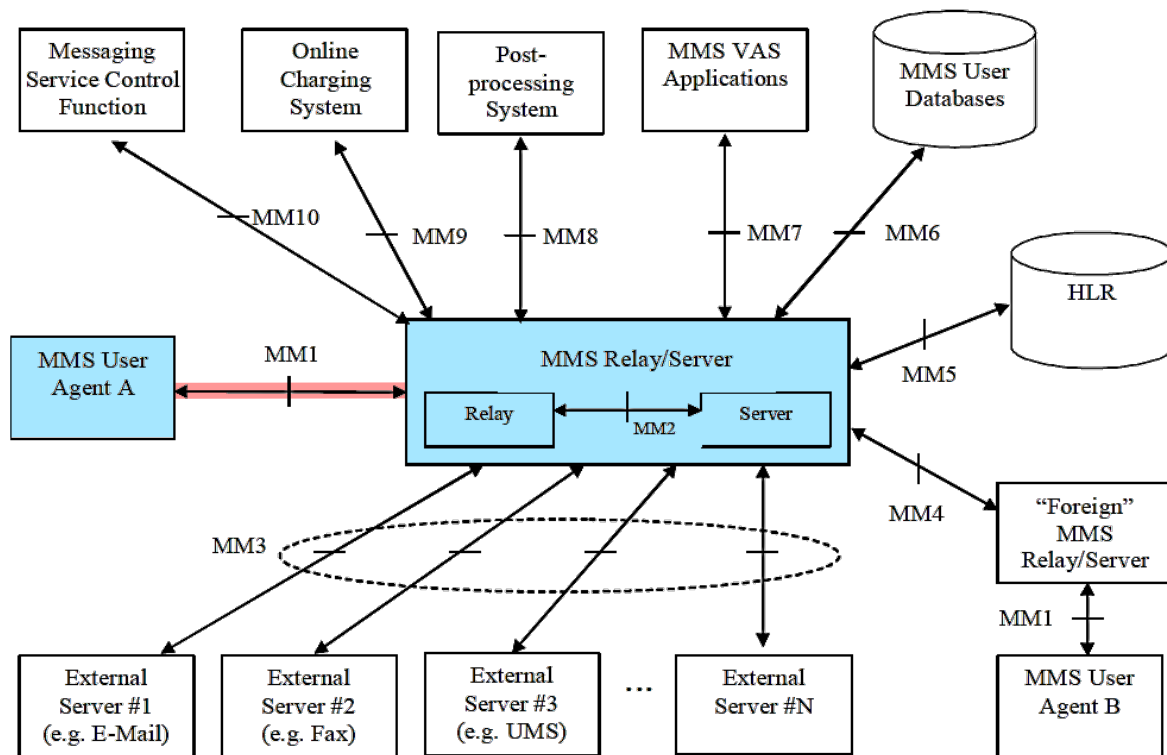 Messaging
Service Control
Function
Online
Charging
System
Post-
processing
System
MMS VAS
Applications
MMS User
Databases
MM10
MM9
MM8
MM7
MM6
HLR
MMS User
Agent A
MM1
MMS Relay/Server
Relay
MM2
Server
MM5
MM4
MM3
“Foreign”
MMS
Relay/Server
MM1
External
Server #1
(e.g. E-Mail)
External
Server #2
(e.g. Fax)
External
Server #3
(e.g. UMS)
...
External
Server #N
MMS User
Agent B